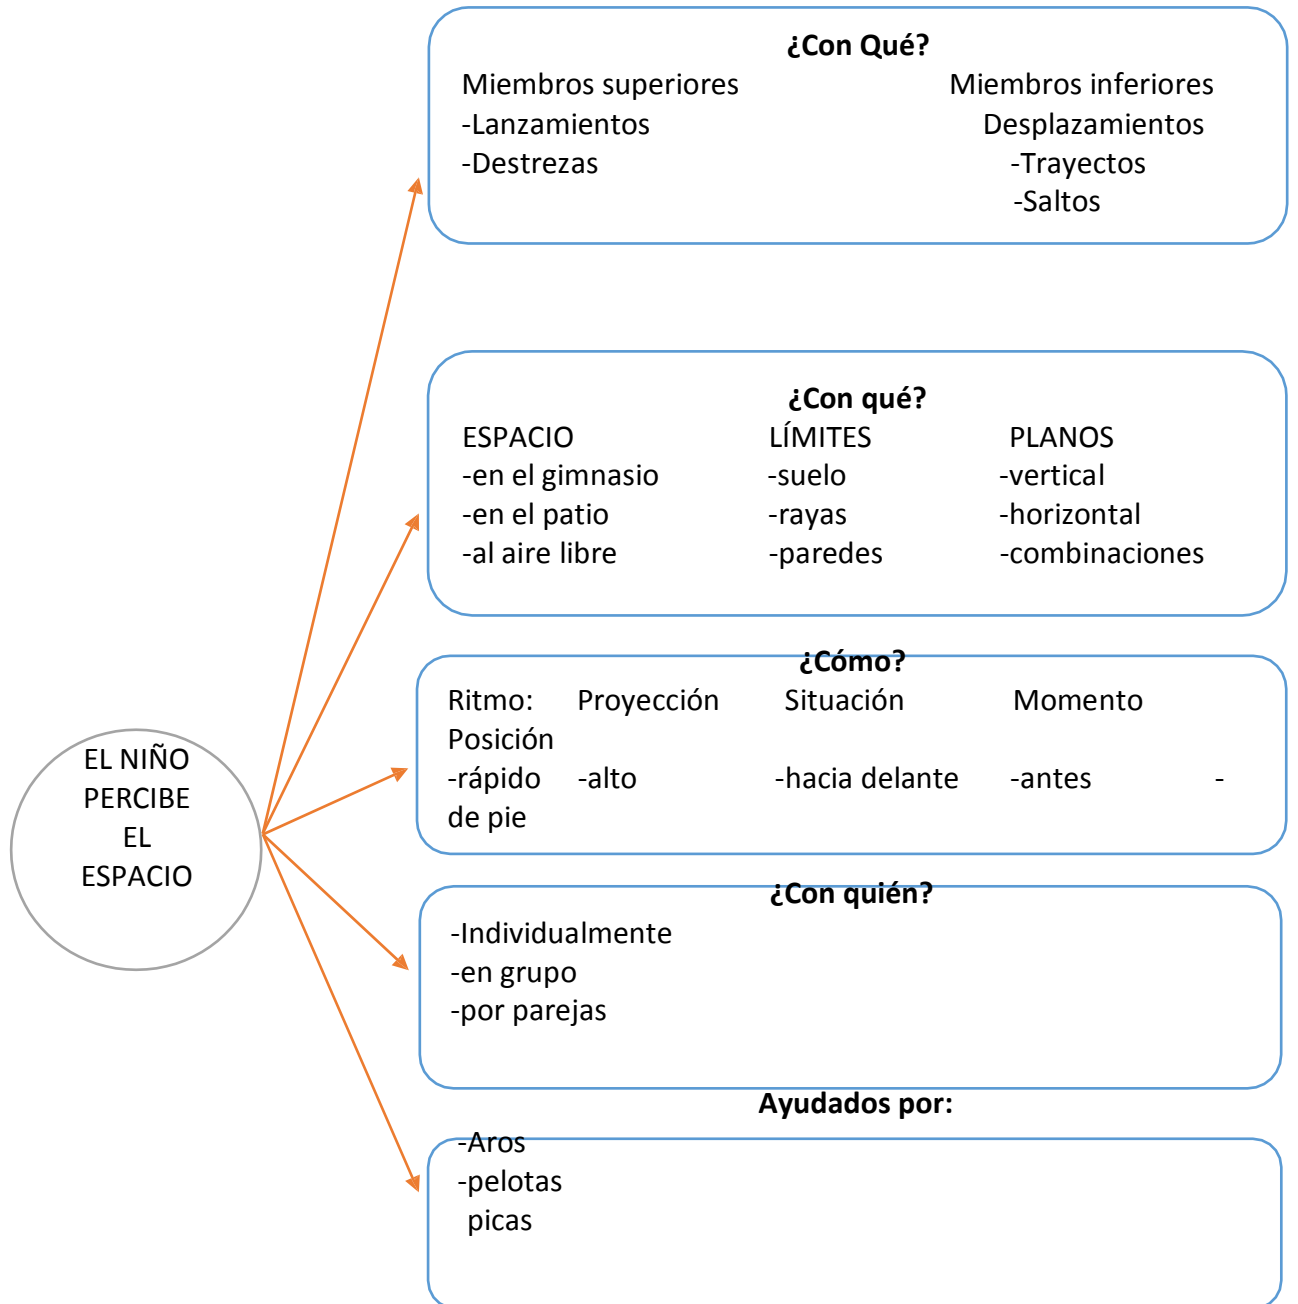 ¿Con Qué?
Miembros superiores Miembros inferiores
-Lanzamientos Desplazamientos
-Destrezas -Trayectos
-Saltos
¿Con qué?
ESPACIO LÍMITES PLANOS
-en el gimnasio -suelo -vertical
-en el patio -rayas -horizontal
-al aire libre -paredes -combinaciones
¿Cómo?
Ritmo: Proyección Situación Momento
Posición
-rápido -alto -hacia delante -antes -
de pie
EL NIÑO
PERCIBE
EL
ESPACIO
¿Con quién?
-Individualmente
-en grupo
-por parejas
Ayudados por:
-Aros
-pelotas
picas